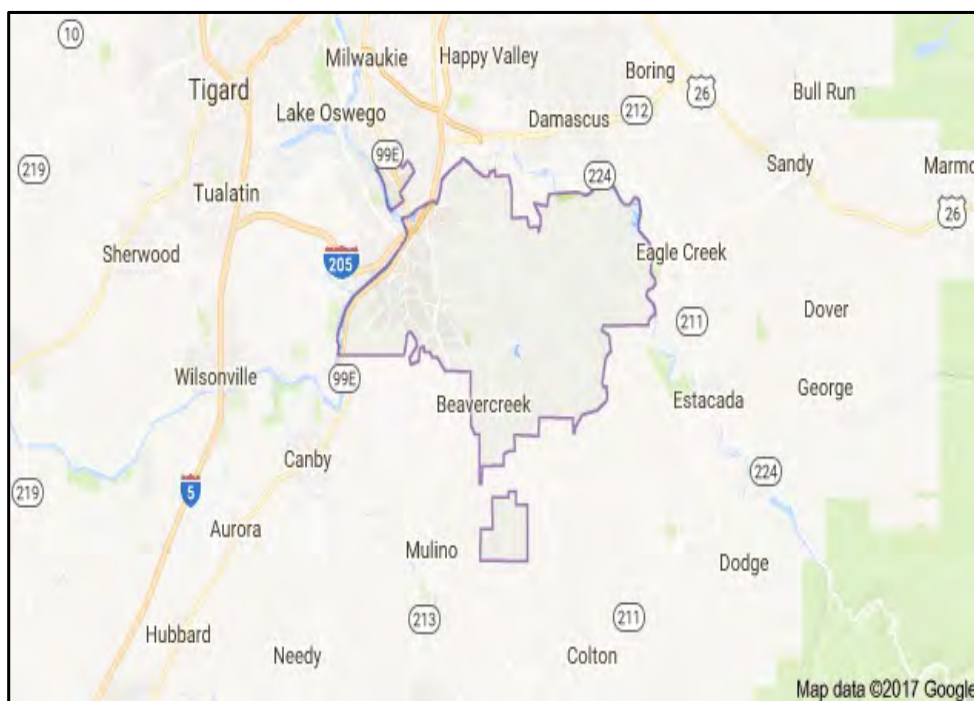 10
Milwaukie
Happy Valley
Boring
26
Bull Run
Tigard
Lake Oswego
Damascus
212
99E
219
224
Sandy
Marmo
Tualatin
26
Sherwood
205
Eagle Creek
211
Dover
Wilsonville
99E
Beavercreek
Estacada
George
Canby
224
219
5
Aurora
Mulino
Dodge
213
211
Hubbard
Needy
Colton
Map data ©2017 Google